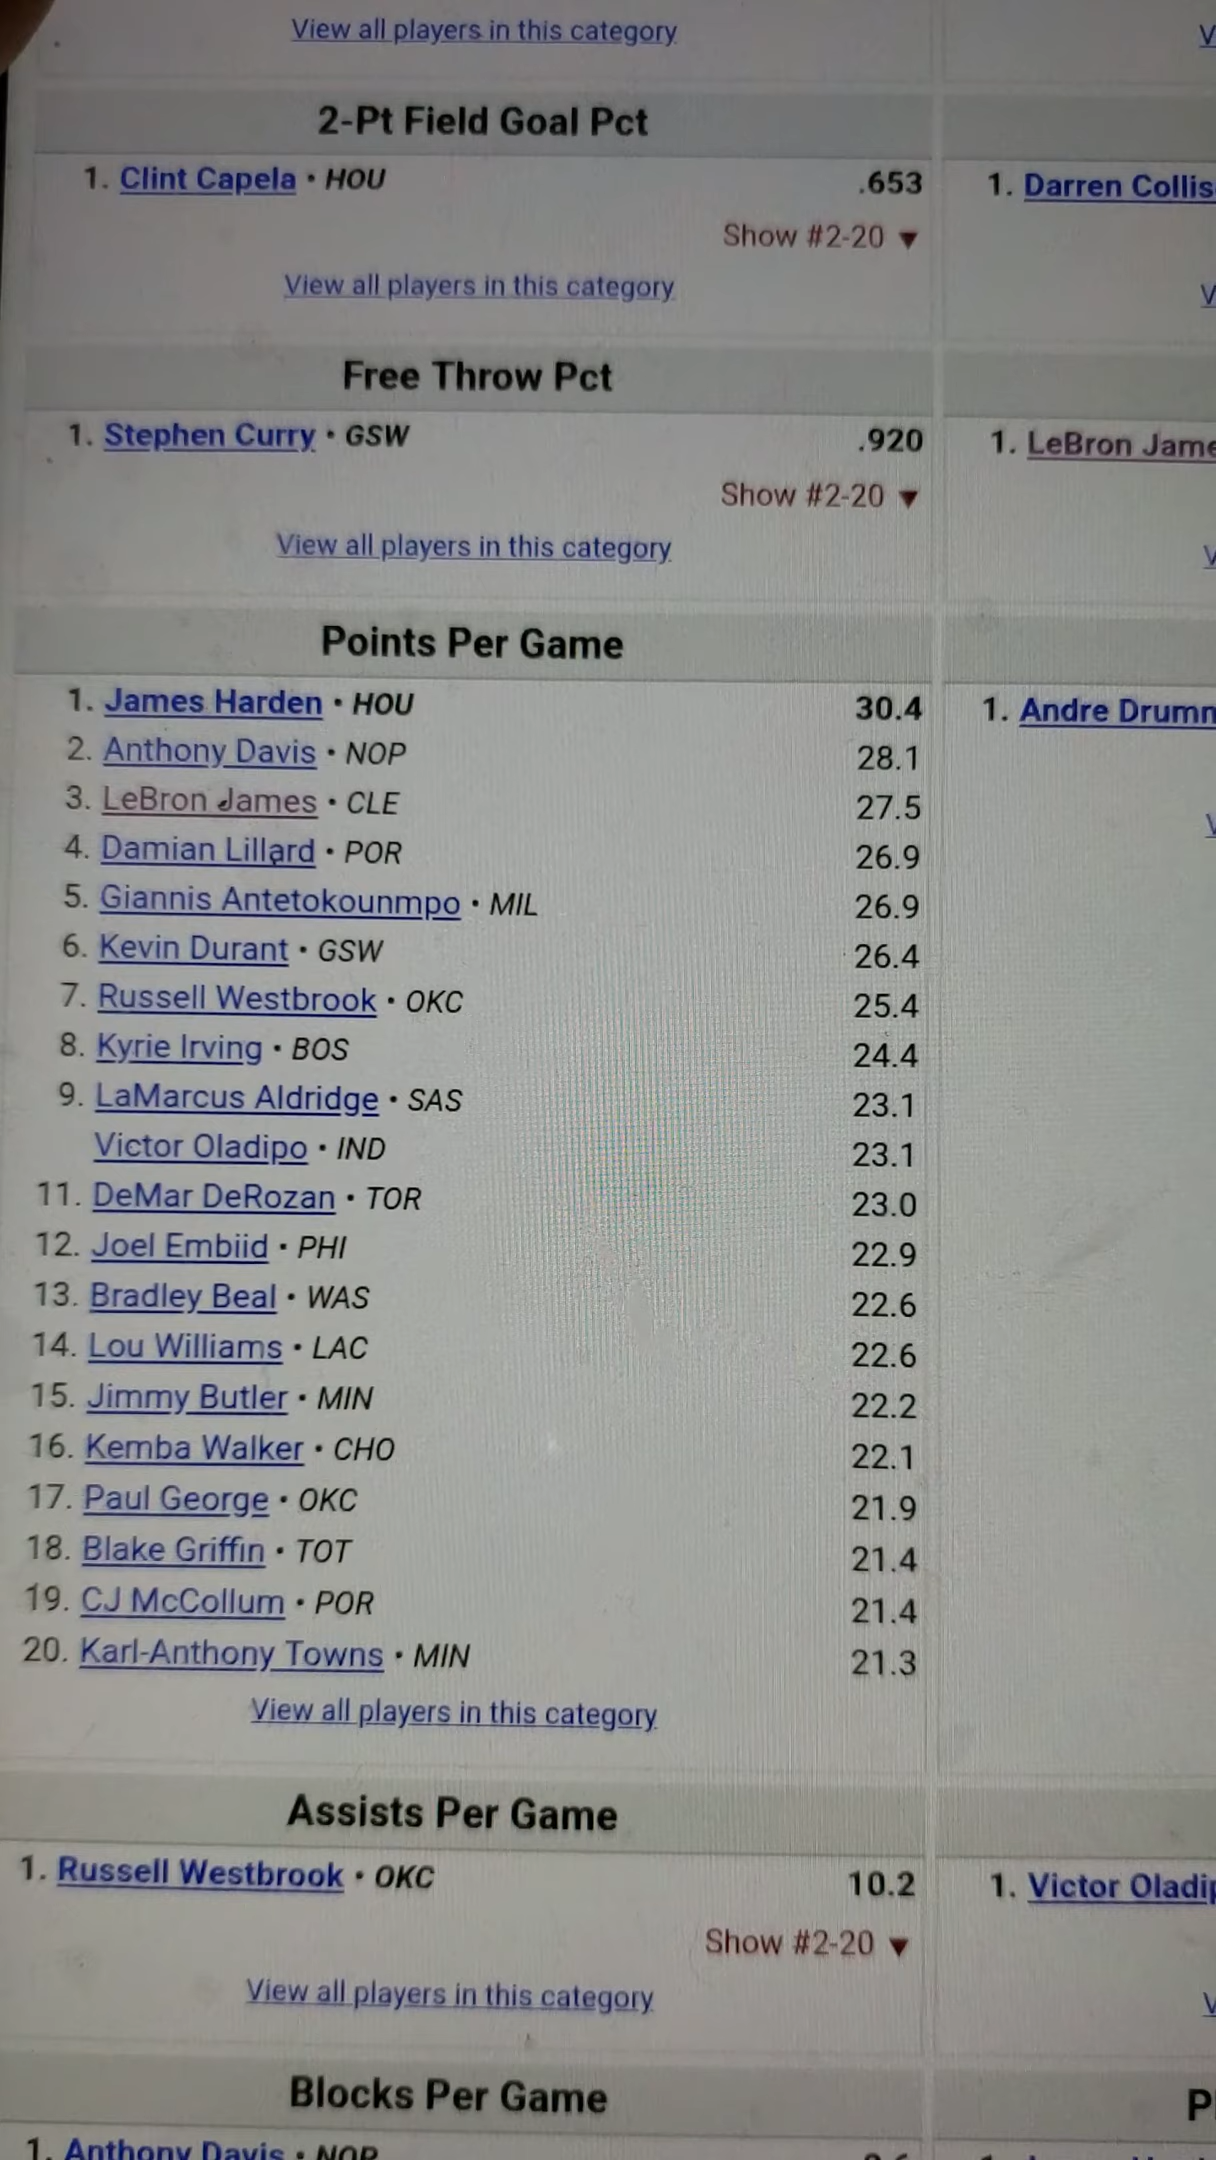 View all players in this category
2-Pt Field Goal Pct
1. Clint Capela • HOU .653
Show #2-20 ▼
View all players in this category
1. Darren Collis
Free Throw Pct
1. Stephen Curry • GSW .920
Show #2-20 ▼
View all players in this category
1. LeBron Jame
Points Per Game
1. James Harden • HOU 30.4
2. Anthony Davis • NOP 28.1
3. LeBron James • CLE 27.5
4. Damian Lillard • POR 26.9
5. Giannis Antetokounmpo • MIL 26.9
6. Kevin Durant • GSW 26.4
7. Russell Westbrook • OKC 25.4
8. Kyrie Irving • BOS 24.4
9. LaMarcus Aldridge • SAS 23.1
Victor Oladipo • IND 23.1
11. DeMar DeRozan • TOR 23.0
12. Joel Embiid • PHI 22.9
13. Bradley Beal • WAS 22.6
14. Lou Williams • LAC 22.6
15. Jimmy Butler • MIN 22.2
16. Kemba Walker • CHO 22.1
17. Paul George • OKC 21.9
18. Blake Griffin • TOT 21.4
19. CJ McCollum • POR 21.4
20. Karl-Anthony Towns • MIN 21.3
View all players in this category
1. Andre Drumm
Assists Per Game
1. Russell Westbrook • OKC 10.2
Show #2-20 ▼
View all players in this category
1. Victor Oladip
Blocks Per Game
1. Anthony Davis • NOP